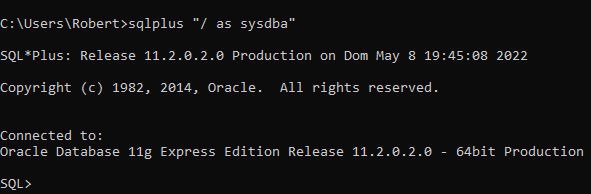 C:\Users\Robert>sqlplus "/ as sysdba"
SQL*Plus: Release 11.2.0.2.0 Production on Dom May 8 19:45:08 2022
Copyright (c) 1982, 2014, Oracle.  All rights reserved.
Connected to:
Oracle Database 11g Express Edition Release 11.2.0.2.0 - 64bit Production
SQL>